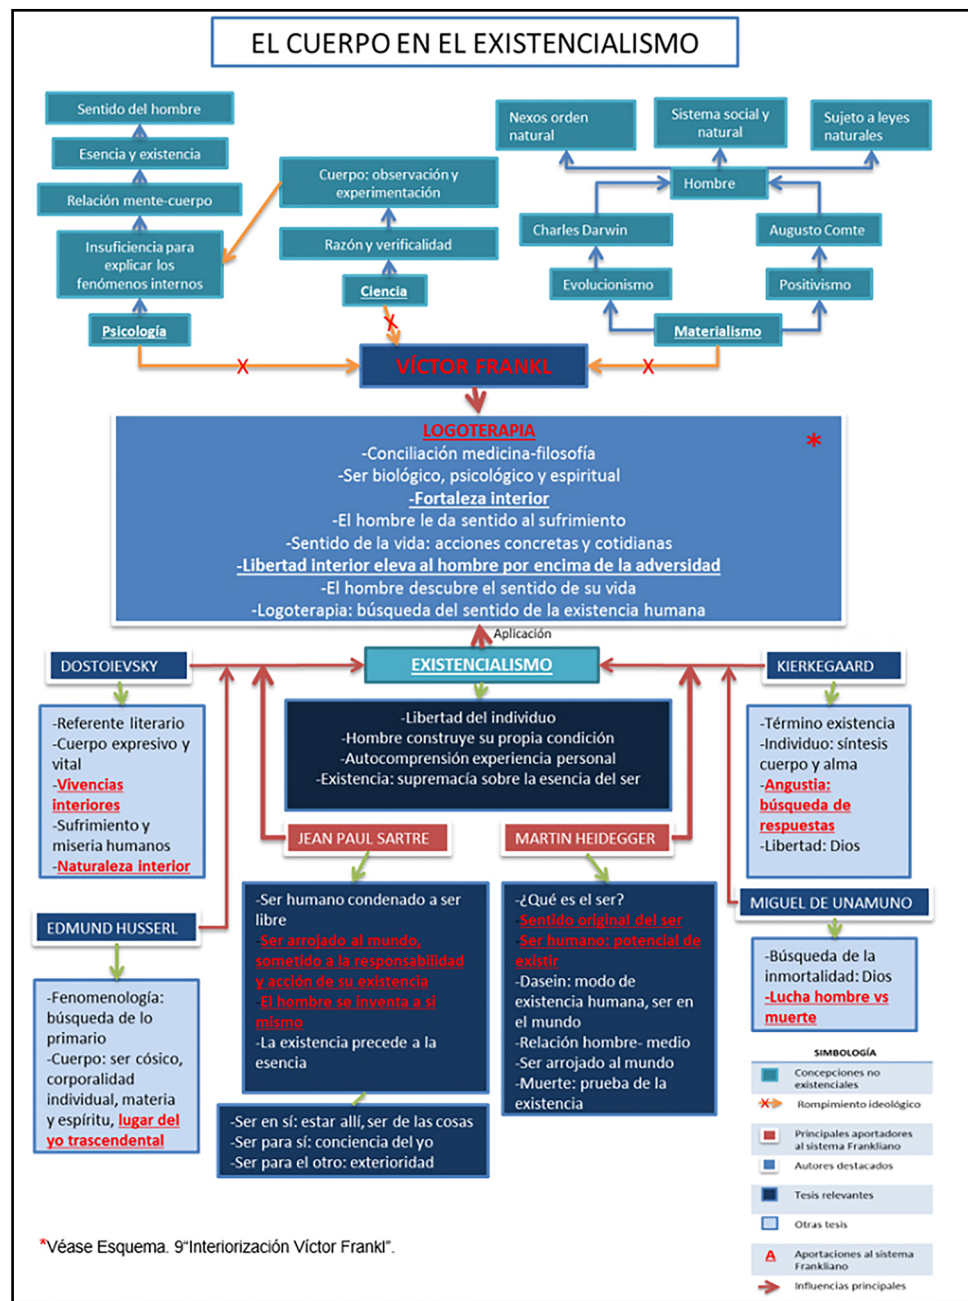 EL CUERPO EN EL EXISTENCIALISMO
Sentido del hombre
Esencia y existencia
Relación mente-cuerpo
Insuficiencia para
explicar los
fenómenos internos
Psicología
Cuerpo: observación y
experimentación
Razón y verificalidad
Ciencia
Nexos orden
natural
Sistema social y
natural
Sujeto a leyes
naturales
Hombre
Charles Darwin
Augusto Comte
Evolucionismo
Positivismo
Materialismo
X
X
X
VÍCTOR FRANKL
LOGOTERAPIA
*
-Conciliación medicina-filosofía
-Ser biológico, psicológico y espiritual
-Fortaleza interior
-El hombre le da sentido al sufrimiento
-Sentido de la vida: acciones concretas y cotidianas
-Libertad interior eleva al hombre por encima de la adversidad
-El hombre descubre el sentido de su vida
-Logoterapia: búsqueda del sentido de la existencia humana
Aplicación
DOSTOIEVSKY
EXISTENCIALISMO
KIERKEGAARD
-Referente literario
-Cuerpo expresivo y
vital
-Vivencias
interiores
-Sufrimiento y
miseria humanos
-Naturaleza interior
-Libertad del individuo
-Hombre construye su propia condición
-Autocomprensión experiencia personal
-Existencia: supremacía sobre la esencia del ser
-Término existencia
-Individuo: síntesis
cuerpo y alma
-Angustia:
búsqueda de
respuestas
-Libertad: Dios
JEAN PAUL SARTRE
MARTIN HEIDEGGER
EDMUND HUSSERL
MIGUEL DE UNAMUNO
-Fenomenología:
búsqueda de lo
primario
-Cuerpo: ser cósico,
corporalidad
individual, materia
y espíritu, lugar del
yo trascendental
-Ser humano condenado a ser
libre
-Ser arrojado al mundo,
sometido a la responsabilidad
y acción de su existencia
-El hombre se inventa a si
mismo
-La existencia precede a la
esencia
-Ser en sí: estar allí, ser de las cosas
-Ser para sí: conciencia del yo
-Ser para el otro: exterioridad
-¿Qué es el ser?
-Sentido original del ser
-Ser humano: potencial de
existir
-Dasein: modo de
existencia humana, ser en
el mundo
-Relación hombre- medio
-Ser arrojado al mundo
-Muerte: prueba de la
existencia
-Búsqueda de la
inmortalidad: Dios
-Lucha hombre vs
muerte
SIMBOLOGÍA
Concepciones no
existenciales
X
Rompimiento ideológico
Principales aportadores
al sistema Frankliano
Autores destacados
Tesis relevantes
Otras tesis
A
Aportaciones al sistema
Frankliano
Influencias principales
*Véase Esquema. 9“Interiorización Víctor Frankl”.